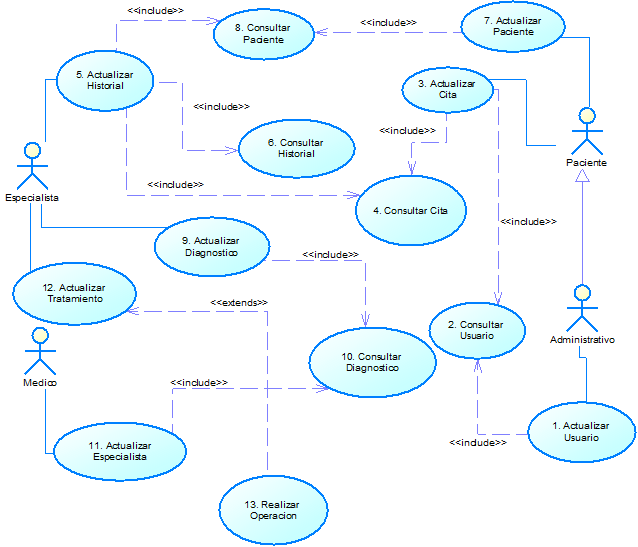 <<include>>
8. Consultar
Paciente
<<include>>
7. Actualizar
Paciente
5. Actualizar
Historial
3. Actualizar
Cita
<<include>>
<<include>>
6. Consultar
Historial
Paciente
Especialista
<<include>>
4. Consultar Cita
<<include>>
9. Actualizar
Diagnostico
<<include>>
12. Actualizar
Tratamiento
<<extends>>
2. Consultar
Usuario
Administrativo
10. Consultar
Diagnostico
Medico
<<include>>
11. Actualizar
Especialista
<<include>>
1. Actualizar
Usuario
13. Realizar
Operacion